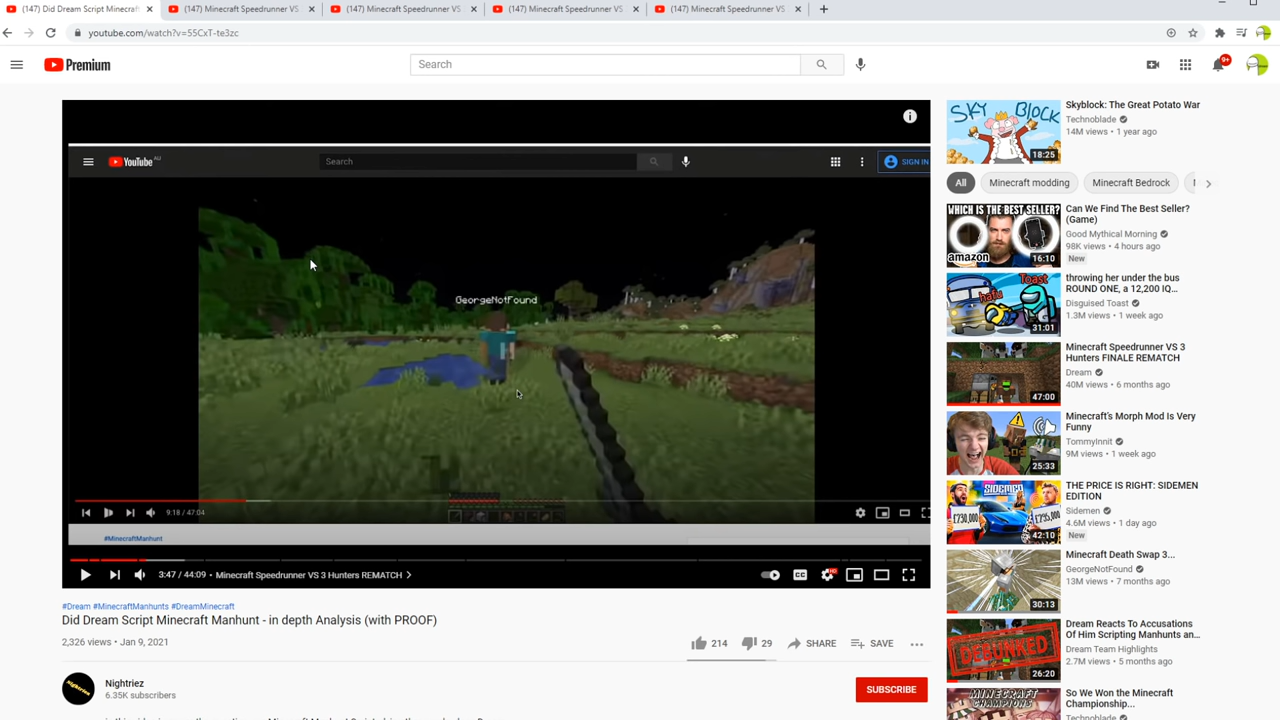 (147) Did Dream Script Minecraf
(147) Minecraft Speedrunner VS
(147) Minecraft Speedrunner VS
(147) Minecraft Speedrunner VS
(147) Minecraft Speedrunner VS
youtube.com/watch?v=55CxT-te3zc
Premium
Search
9+
YouTube AU
Search
SIGN IN
GeorgeNotFound
9:18 / 47:04
#MinecraftManhunt
3:47 / 44:09 • Minecraft Speedrunner VS 3 Hunters REMATCH
CC
HD
#Dream #MinecraftManhunts #DreamMinecraft
Did Dream Script Minecraft Manhunt - in depth Analysis (with PROOF)
2,326 views • Jan 9, 2021
214
29
SHARE
SAVE
Nightriez
6.35K subscribers
SUBSCRIBE
SKY BLOCK
18:25
Skyblock: The Great Potato War
Technoblade
14M views • 1 year ago
All
Minecraft modding
Minecraft Bedrock
WHICH IS THE BEST SELLER?
amazon
16:10
Can We Find The Best Seller?
(Game)
Good Mythical Morning
98K views • 4 hours ago
New
hafu
Toast
31:01
throwing her under the bus
ROUND ONE, a 12,200 IQ...
Disguised Toast
1.3M views • 1 week ago
47:00
Minecraft Speedrunner VS 3
Hunters FINALE REMATCH
Dream
40M views • 6 months ago
25:33
Minecraft's Morph Mod Is Very
Funny
TommyInnit
9M views • 1 week ago
SIDEMEN
£230,000
£795,000
42:10
THE PRICE IS RIGHT: SIDEMEN
EDITION
Sidemen
4.6M views • 1 day ago
New
30:13
Minecraft Death Swap 3...
GeorgeNotFound
13M views • 7 months ago
DEBUNKED
26:20
Dream Reacts To Accusations
Of Him Scripting Manhunts an...
Dream Team Highlights
2.7M views • 5 months ago
MINECRAFT
CHAMPIONS
So We Won the Minecraft
Championship...
Technoblade